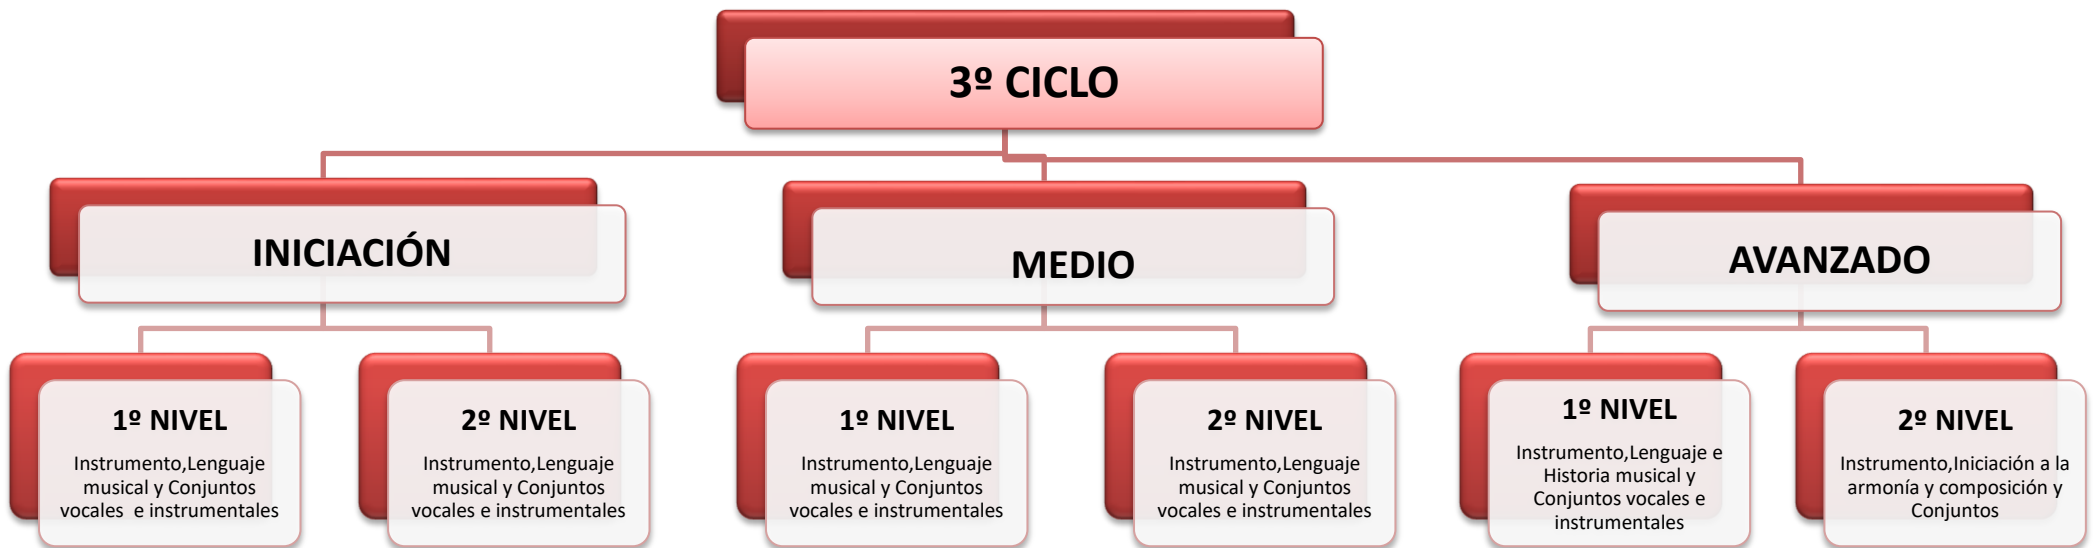 3º CICLO
INICIACIÓN
MEDIO
AVANZADO
1º NIVEL
Instrumento,Lenguaje
musical y Conjuntos
vocales e instrumentales
2º NIVEL
Instrumento,Lenguaje
musical y Conjuntos
vocales e instrumentales
1º NIVEL
Instrumento,Lenguaje
musical y Conjuntos
vocales e instrumentales
2º NIVEL
Instrumento,Lenguaje
musical y Conjuntos
vocales e instrumentales
1º NIVEL
Instrumento,Lenguaje e
Historia musical y
Conjuntos vocales e
instrumentales
2º NIVEL
Instrumento,Iniciación a la
armonía y composición y
Conjuntos